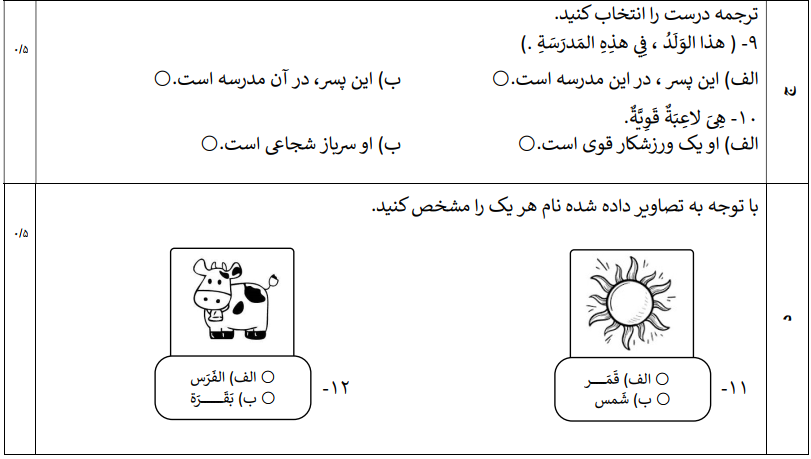 ج
ترجمه درست را انتخاب کنید.
۰/۵
۹- ( هذا الوَلَدُ ، فِي هذِهِ المَدرَسَةِ .)
الف) این پسر ، در این مدرسه است.○ ب) این پسر، در آن مدرسه است.○
۱۰- هِیَ لاعِبَةٌ قَوِیَّةٌ.
الف) او یک ورزشکار قوی است.○ ب) او سرباز شجاعی است.○
د
با توجه به تصاویر داده شده نام هر یک را مشخص کنید.
۰/۵
۱۱-
○ الف) قَمَـــر
○ ب) شَمس
۱۲-
○ الف) الفَرَس
○ ب) بَقَـــــرَة